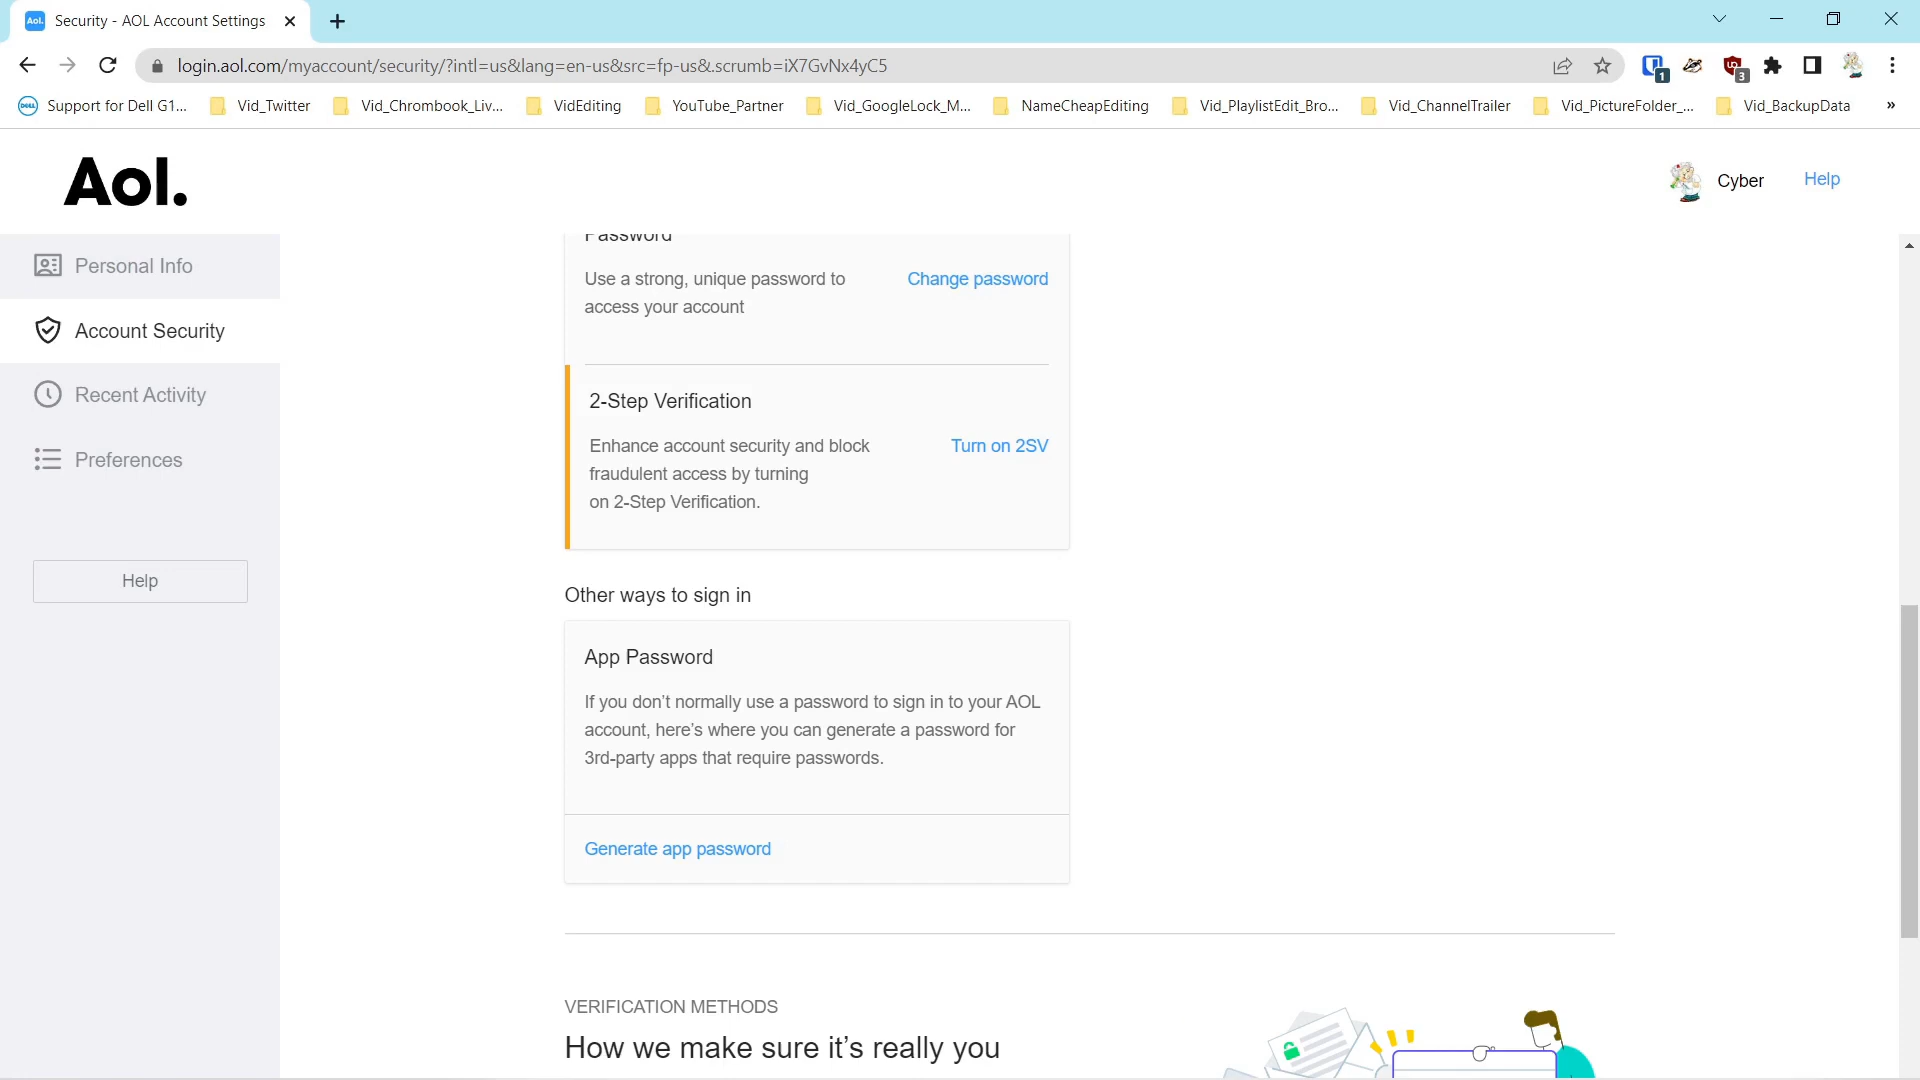 Aol.
Security - AOL Account Settings
login.aol.com/myaccount/security/?intl=us&lang=en-us&src=fp-us&.scrumb=iX7GvNx4yC5
1
3
DELL
Support for Dell G1...
Vid_Twitter
Vid_Chrombook_Liv...
VidEditing
YouTube_Partner
Vid_GoogleLock_M...
NameCheapEditing
Vid_PlaylistEdit_Bro...
Vid_ChannelTrailer
Vid_PictureFolder_...
Vid_BackupData
»
Aol.
Cyber
Help
Personal Info
Account Security
Recent Activity
Preferences
Help
Password
Use a strong, unique password to
access your account
Change password
2-Step Verification
Enhance account security and block
fraudulent access by turning
on 2-Step Verification.
Turn on 2SV
Other ways to sign in
App Password
If you don’t normally use a password to sign in to your AOL
account, here’s where you can generate a password for
3rd-party apps that require passwords.
Generate app password
VERIFICATION METHODS
How we make sure it’s really you